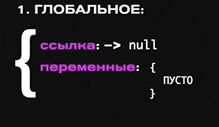 1. ГЛОБАЛЬНОЕ:
{
ссылка: -> null
переменные: {
ПУСТО
}